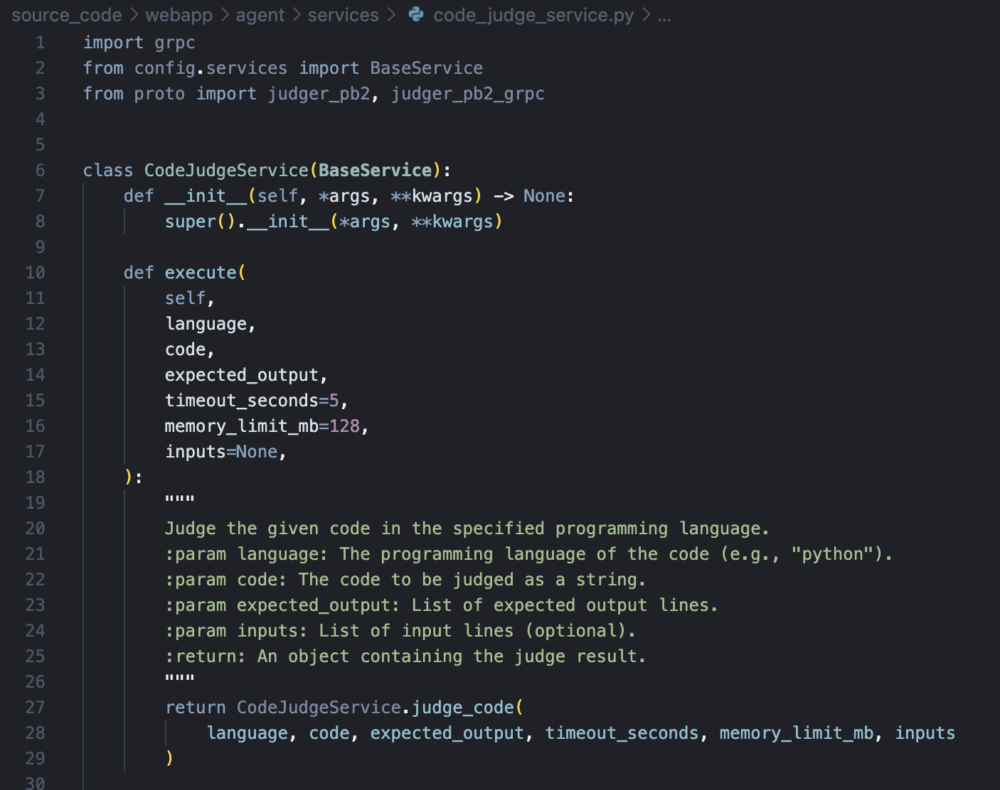 source_code > webapp > agent > services > code_judge_service.py > ...
1 import grpc
2 from config.services import BaseService
3 from proto import judger_pb2, judger_pb2_grpc
4
5
6 class CodeJudgeService(BaseService):
7     def __init__(self, *args, **kwargs) -> None:
8         super().__init__(*args, **kwargs)
9
10     def execute(
11         self,
12         language,
13         code,
14         expected_output,
15         timeout_seconds=5,
16         memory_limit_mb=128,
17         inputs=None,
18     ):
19         """
20         Judge the given code in the specified programming language.
21         :param language: The programming language of the code (e.g., "python").
22         :param code: The code to be judged as a string.
23         :param expected_output: List of expected output lines.
24         :param inputs: List of input lines (optional).
25         :return: An object containing the judge result.
26         """
27         return CodeJudgeService.judge_code(
28             language, code, expected_output, timeout_seconds, memory_limit_mb, inputs
29         )
30